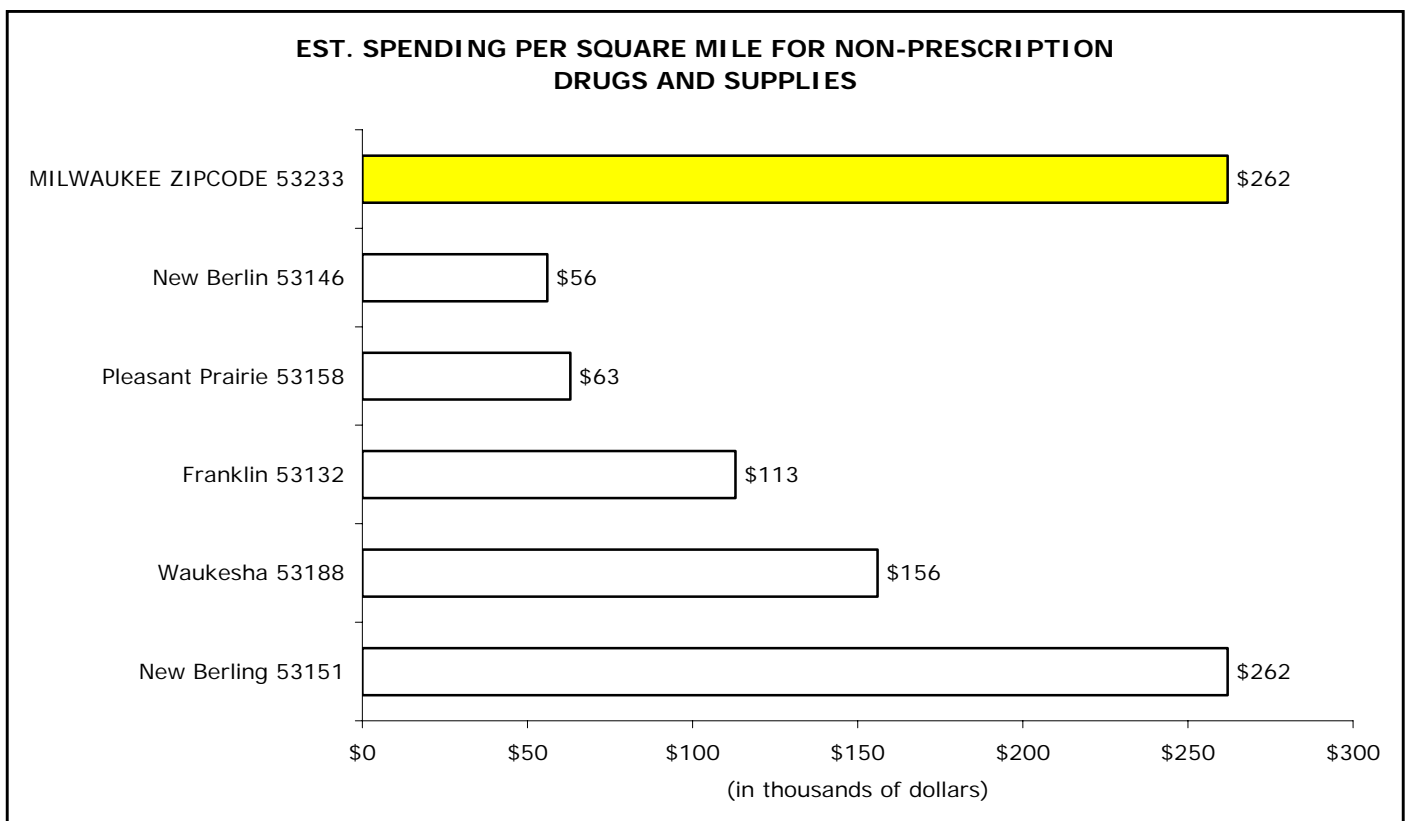 EST. SPENDING PER SQUARE MILE FOR NON-PRESCRIPTION
DRUGS AND SUPPLIES
MILWAUKEE ZIPCODE 53233 $262
New Berlin 53146 $56
Pleasant Prairie 53158 $63
Franklin 53132 $113
Waukesha 53188 $156
New Berling 53151 $262
$0 $50 $100 $150 $200 $250 $300
(in thousands of dollars)